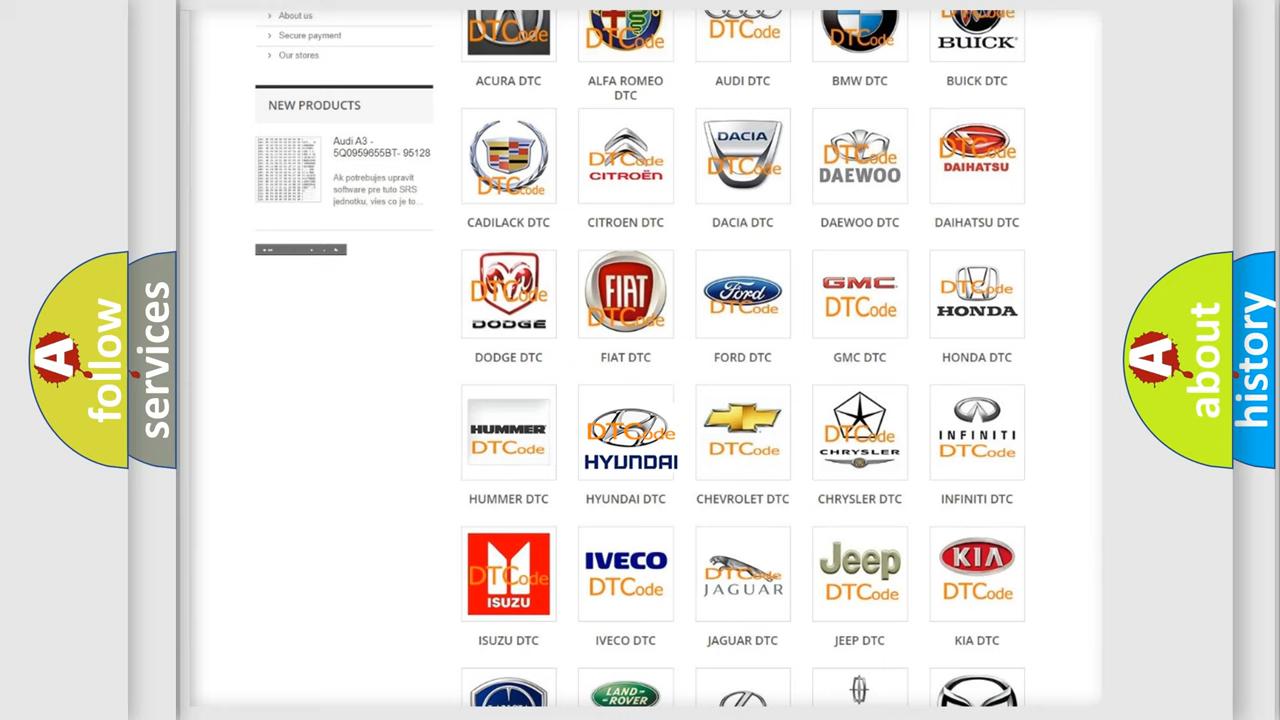 About us
Secure payment
Our stores
NEW PRODUCTS
Audi A3 -
5Q0959655BT- 95128
Ak potrebujes upravit
software pre tuto SRS
jednotku, vies co je to...
DTCode
DTCode
DTCode
DTCode
BUICK
ACURA DTC
ALFA ROMEO
DTC
AUDI DTC
BMW DTC
BUICK DTC
DTCode
DTCode
CITROËN
DACIA
DTCode
DTCode
DAEWOO
DTCode
DAIHATSU
CADILACK DTC
CITROEN DTC
DACIA DTC
DAEWOO DTC
DAIHATSU DTC
DTCode
DODGE
FIAT
DTCode
Ford
DTCode
GMC
DTCode
DTCode
HONDA
DODGE DTC
FIAT DTC
FORD DTC
GMC DTC
HONDA DTC
HUMMER
DTCode
DTCode
HYUNDAI
DTCode
DTCode
CHRYSLER
INFINITI
DTCode
HUMMER DTC
HYUNDAI DTC
CHEVROLET DTC
CHRYSLER DTC
INFINITI DTC
DTCode
ISUZU
IVECO
DTCode
DTCode
JAGUAR
Jeep
DTCode
KIA
DTCode
ISUZU DTC
IVECO DTC
JAGUAR DTC
JEEP DTC
KIA DTC
LAND-
ROVER
A
follow
services
A
about
history